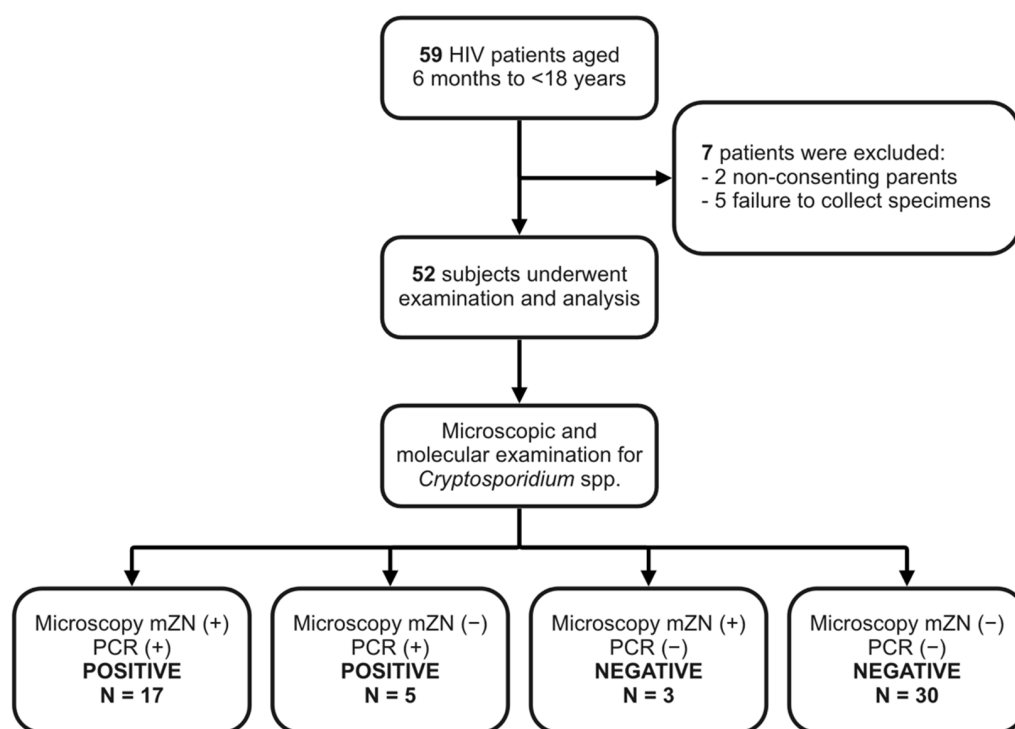 59 HIV patients aged
6 months to <18 years
7 patients were excluded:
- 2 non-consenting parents
- 5 failure to collect specimens
52 subjects underwent
examination and analysis
Microscopic and
molecular examination for
Cryptosporidium spp.
Microscopy mZN (+)
PCR (+)
POSITIVE
N = 17
Microscopy mZN (−)
PCR (+)
POSITIVE
N = 5
Microscopy mZN (+)
PCR (−)
NEGATIVE
N = 3
Microscopy mZN (−)
PCR (−)
NEGATIVE
N = 30